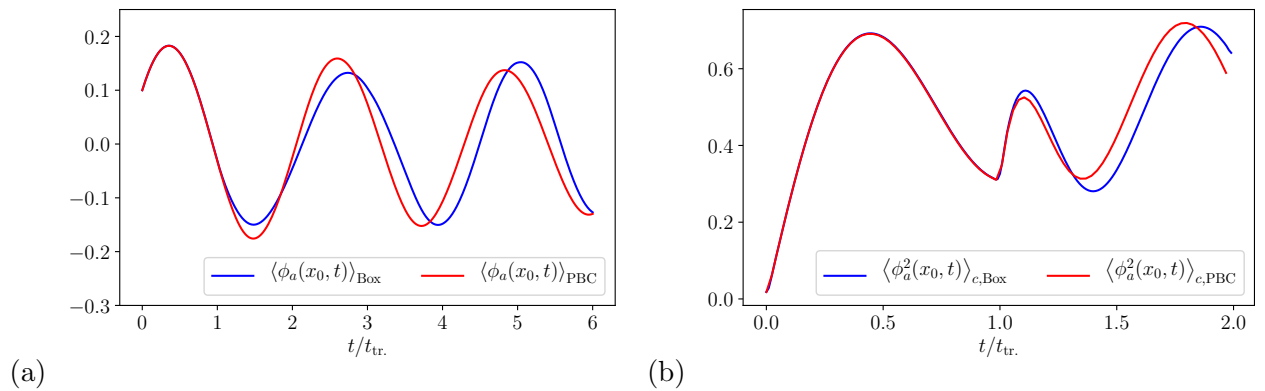 0.2
0.1
0.0
−0.1
−0.2
−0.3
0 1 2 3 4 5 6
t/t_tr.
⟨ϕ_a(x_0, t)⟩_Box ⟨ϕ_a(x_0, t)⟩_PBC
(a)
0.6
0.4
0.2
0.0
0.0 0.5 1.0 1.5 2.0
t/t_tr.
⟨ϕ_a^2(x_0, t)⟩_c,Box ⟨ϕ_a^2(x_0, t)⟩_c,PBC
(b)